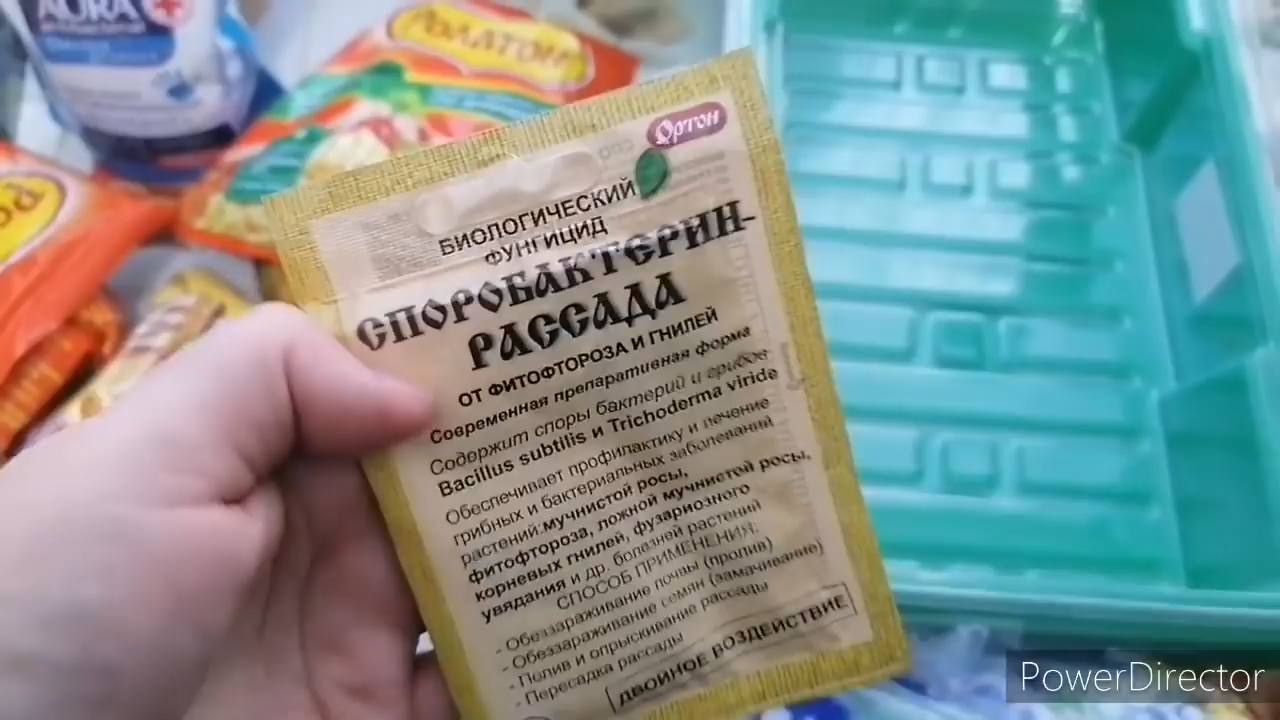 AURA
РОЛЛТОН
Ортон
БИОЛОГИЧЕСКИЙ
ФУНГИЦИД
СПОРОБАКТЕРИН-
РАССАДА
ОТ ФИТОФТОРОЗА И ГНИЛЕЙ
Современная препаративная форма
Содержит споры бактерий и грибов
Bacillus subtilis и Trichoderma viride
Обеспечивает профилактику и лечение
грибных и бактериальных заболеваний
растений:мучнистой росы,
фитофтороза, ложной мучнистой росы,
корневых гнилей, фузариозного
увядания и др. болезней растений
СПОСОБ ПРИМЕНЕНИЯ:
- Обеззараживание почвы (пролив)
- Обеззараживание семян (замачивание)
- Полив и опрыскивание рассады
- Пересадка рассады
ДВОЙНОЕ ВОЗДЕЙСТВИЕ
PowerDirector